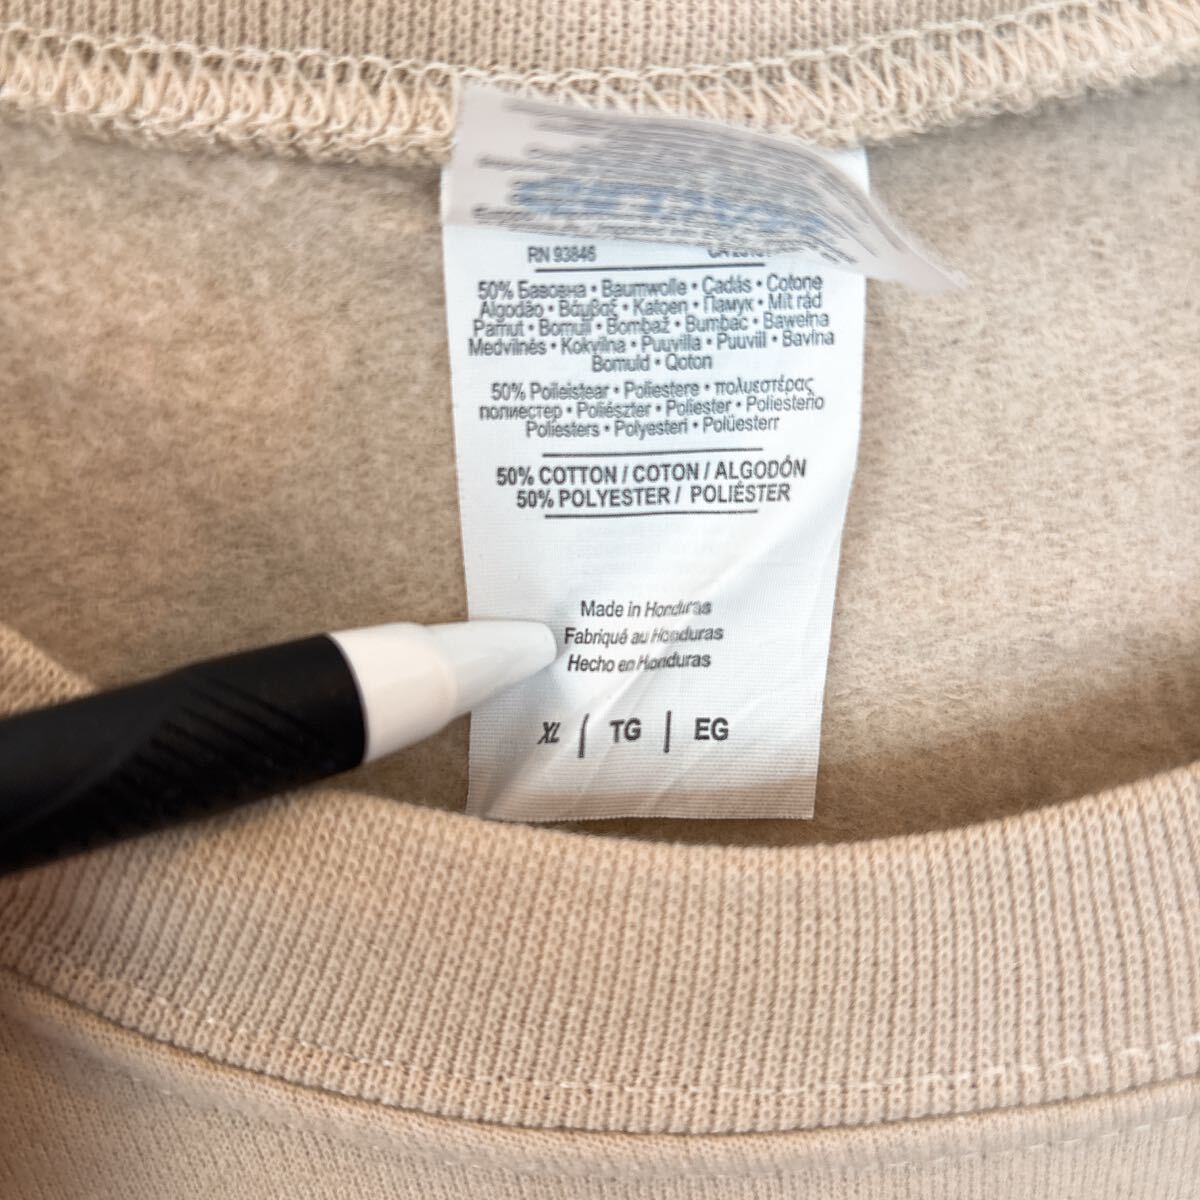 RN 93846
50% Бавовна • Baumwolle • Cadás • Cotone
Algodão • Βάμβαξ • Katoen • Памук • Mit rád
Pamut • Bomull • Bombaž • Bumbac • Bawełna
Medvilnės • Kokvilna • Puuvilla • Puuvill • Bavlna
Bomuld • Qoton
50% Poileistear • Poliestere • πολυεστέρας
полиестер • Poliészter • Poliester • Poliesterio
Poliesters • Polyesteri • Polüesterr
50% COTTON / COTON / ALGODÓN
50% POLYESTER / POLIÉSTER
Made in Honduras
Fabriqué au Honduras
Hecho en Honduras
XL | TG | EG